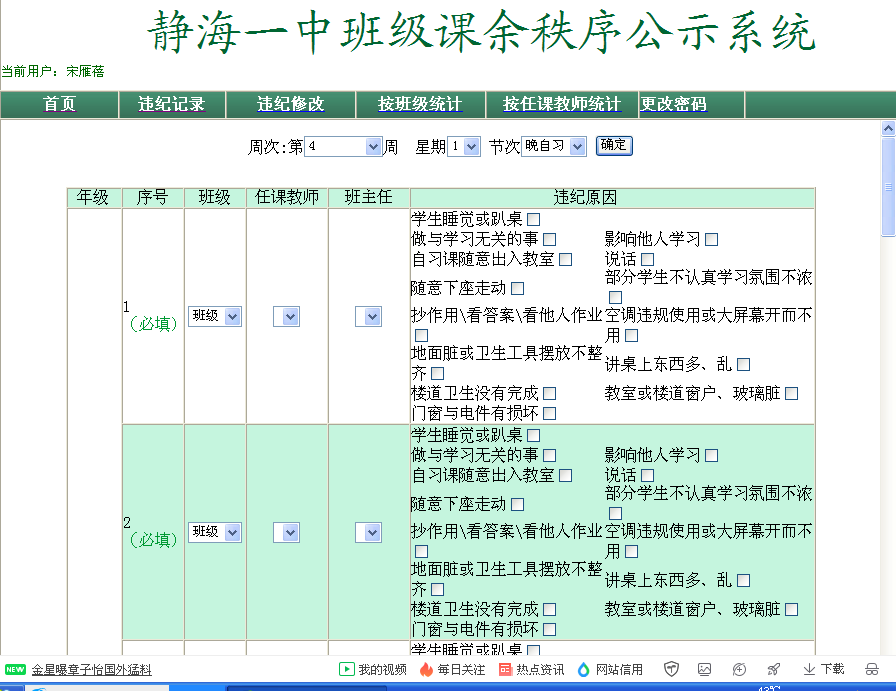 静海一中班级课余秩序公示系统
当前用户：宋雁蓓
首页 违纪记录 违纪修改 按班级统计 按任课教师统计 更改密码
周次:第 4 周 星期 1 节次 晚自习 确定
年级 序号 班级 任课教师 班主任 违纪原因
学生睡觉或趴桌
做与学习无关的事 影响他人学习
自习课随意出入教室 说话
随意下座走动 部分学生不认真学习氛围不浓
1
（必填）
班级
抄作用\看答案\看他人作业 空调违规使用或大屏幕开而不用
地面脏或卫生工具摆放不整齐 讲桌上东西多、乱
楼道卫生没有完成 教室或楼道窗户、玻璃脏
门窗与电件有损坏
学生睡觉或趴桌
做与学习无关的事 影响他人学习
自习课随意出入教室 说话
随意下座走动 部分学生不认真学习氛围不浓
2
（必填）
班级
抄作用\看答案\看他人作业 空调违规使用或大屏幕开而不用
地面脏或卫生工具摆放不整齐 讲桌上东西多、乱
楼道卫生没有完成 教室或楼道窗户、玻璃脏
门窗与电件有损坏
学生睡觉或趴桌
NEW 金星曝章子怡国外猛料 我的视频 每日关注 热点资讯 网站信用 下载